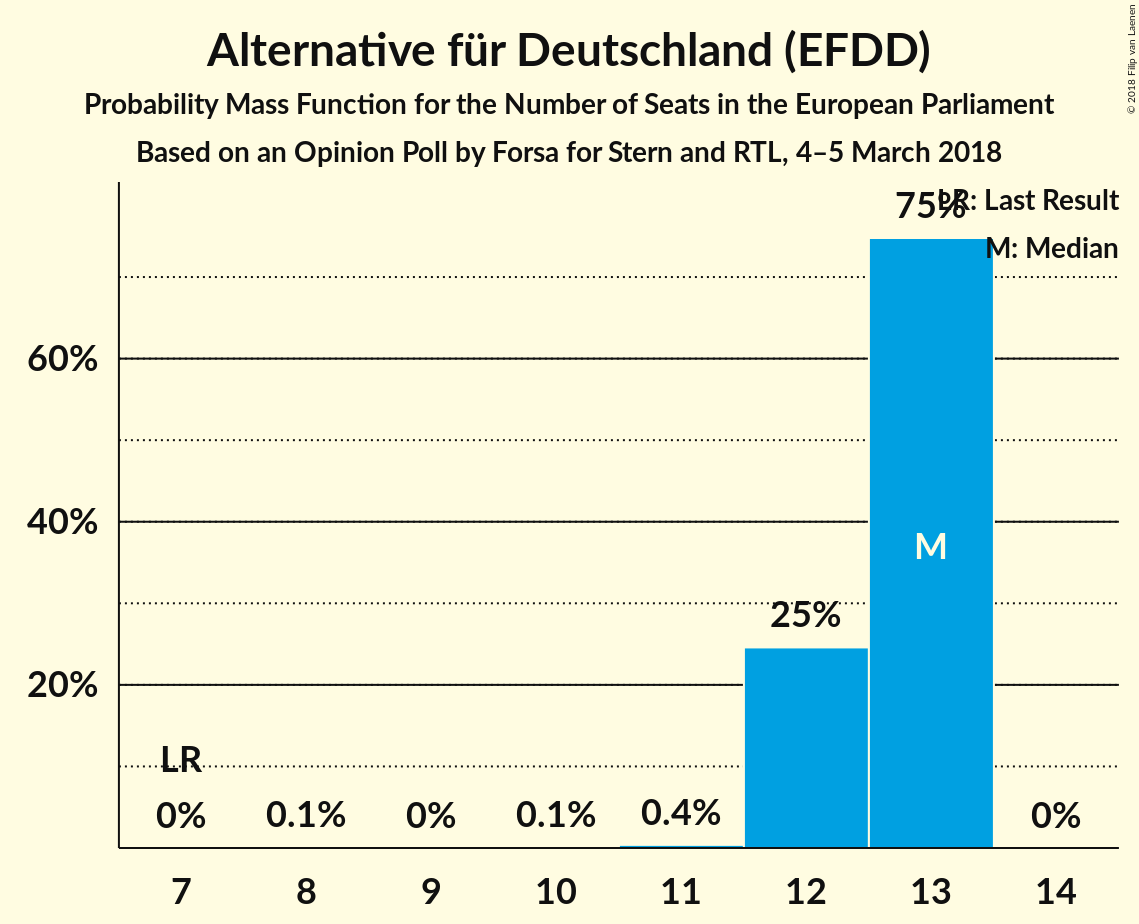 Alternative für Deutschland (EFDD)
Probability Mass Function for the Number of Seats in the European Parliament
Based on an Opinion Poll by Forsa for Stern and RTL, 4–5 March 2018
© 2018 Filip van Laenen
LR: Last Result
M: Median
75%
60%
40%
M
25%
20%
LR
0% 0.1% 0% 0.1% 0.4% 0%
7 8 9 10 11 12 13 14